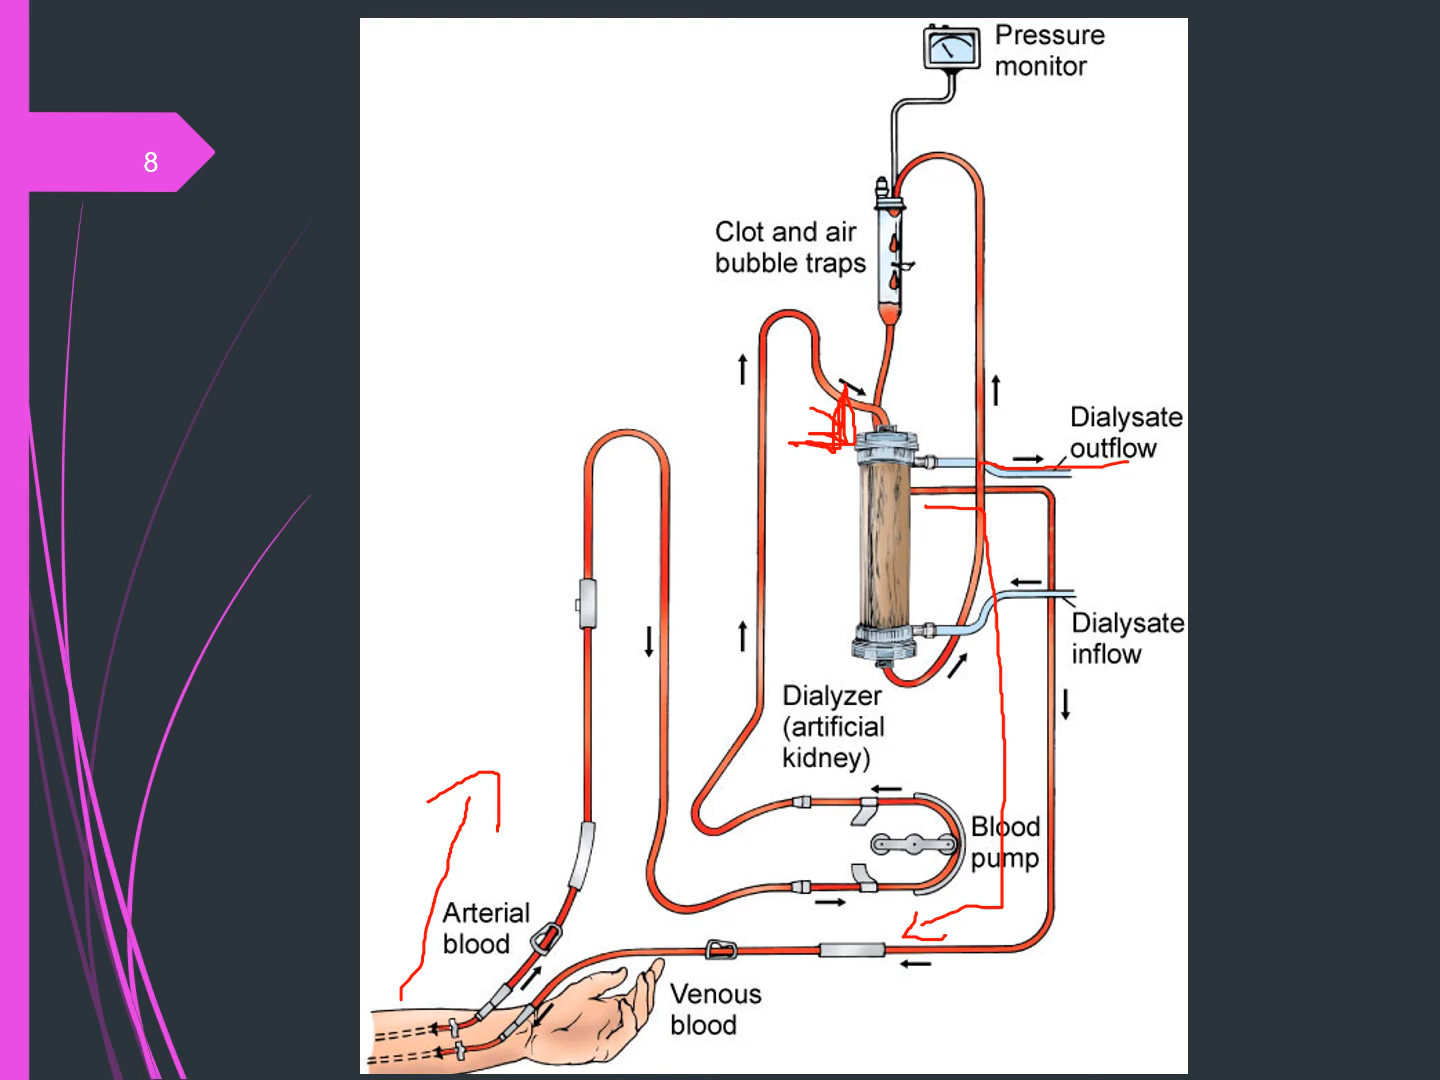 8
Pressure
monitor
Clot and air
bubble traps
Dialysate
outflow
Dialysate
inflow
Dialyzer
(artificial
kidney)
Blood
pump
Arterial
blood
Venous
blood